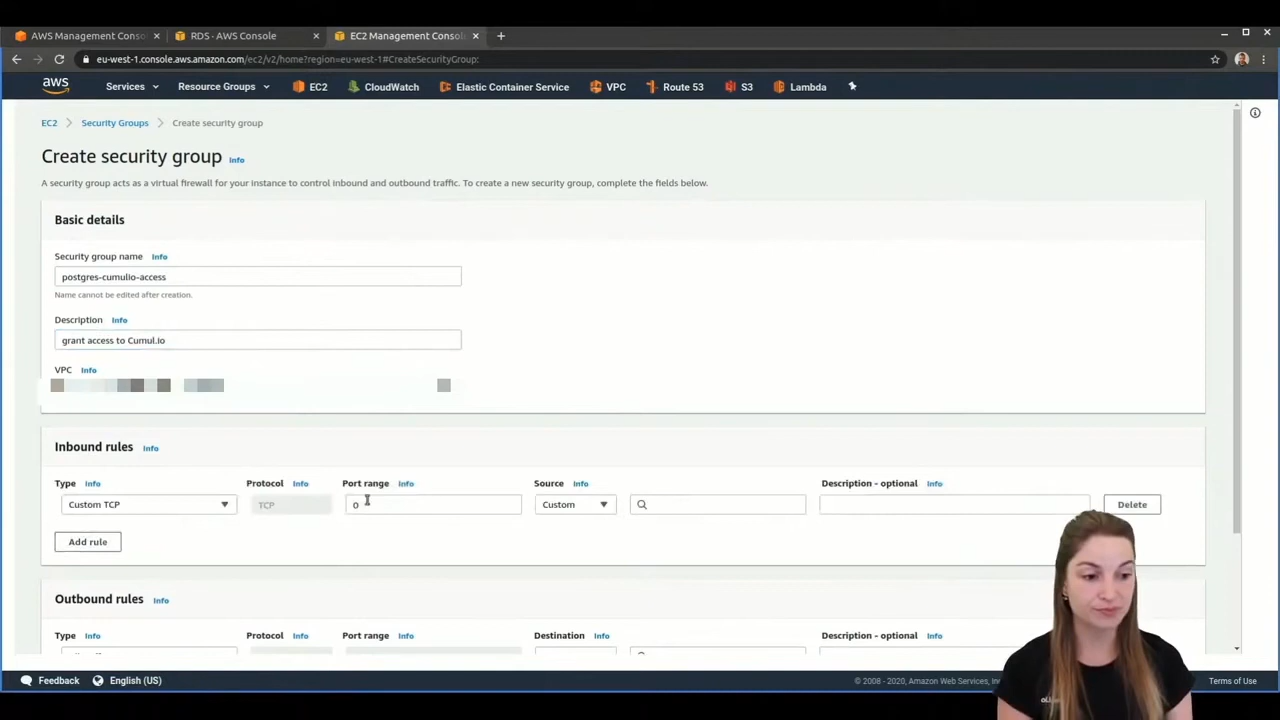 AWS Management Conso
RDS - AWS Console
EC2 Management Consol
eu-west-1.console.aws.amazon.com/ec2/v2/home?region=eu-west-1#CreateSecurityGroup:
aws
Services
Resource Groups
EC2
CloudWatch
Elastic Container Service
VPC
Route 53
S3
Lambda
EC2
Security Groups
Create security group
Create security group Info
A security group acts as a virtual firewall for your instance to control inbound and outbound traffic. To create a new security group, complete the fields below.
Basic details
Security group name Info
postgres-cumulio-access
Name cannot be edited after creation.
Description Info
grant access to Cumul.io
VPC Info
Inbound rules Info
Type Info Protocol Info Port range Info Source Info Description - optional Info
Custom TCP TCP 0 Custom Delete
Add rule
Outbound rules Info
Type Info Protocol Info Port range Info Destination Info Description - optional Info
Feedback English (US) © 2008 - 2020, Amazon Web Services, Terms of Use